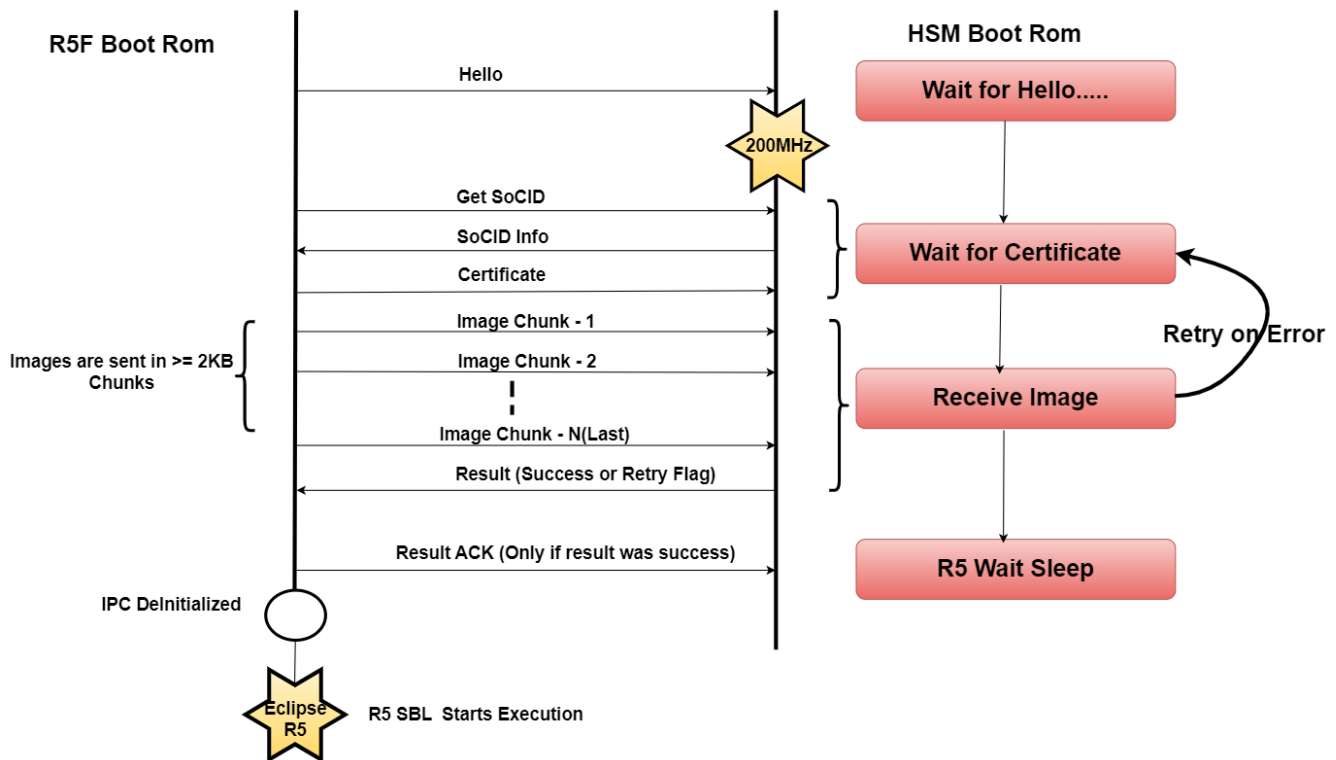 R5F Boot Rom
HSM Boot Rom
Hello
Wait for Hello.....
200MHz
Get SoCID
SoCID Info
Wait for Certificate
Certificate
Image Chunk - 1
Retry on Error
Images are sent in >= 2KB
Chunks
Image Chunk - 2
Receive Image
Image Chunk - N(Last)
Result (Success or Retry Flag)
Result ACK (Only if result was success)
R5 Wait Sleep
IPC DeInitialized
Eclipse
R5
R5 SBL Starts Execution